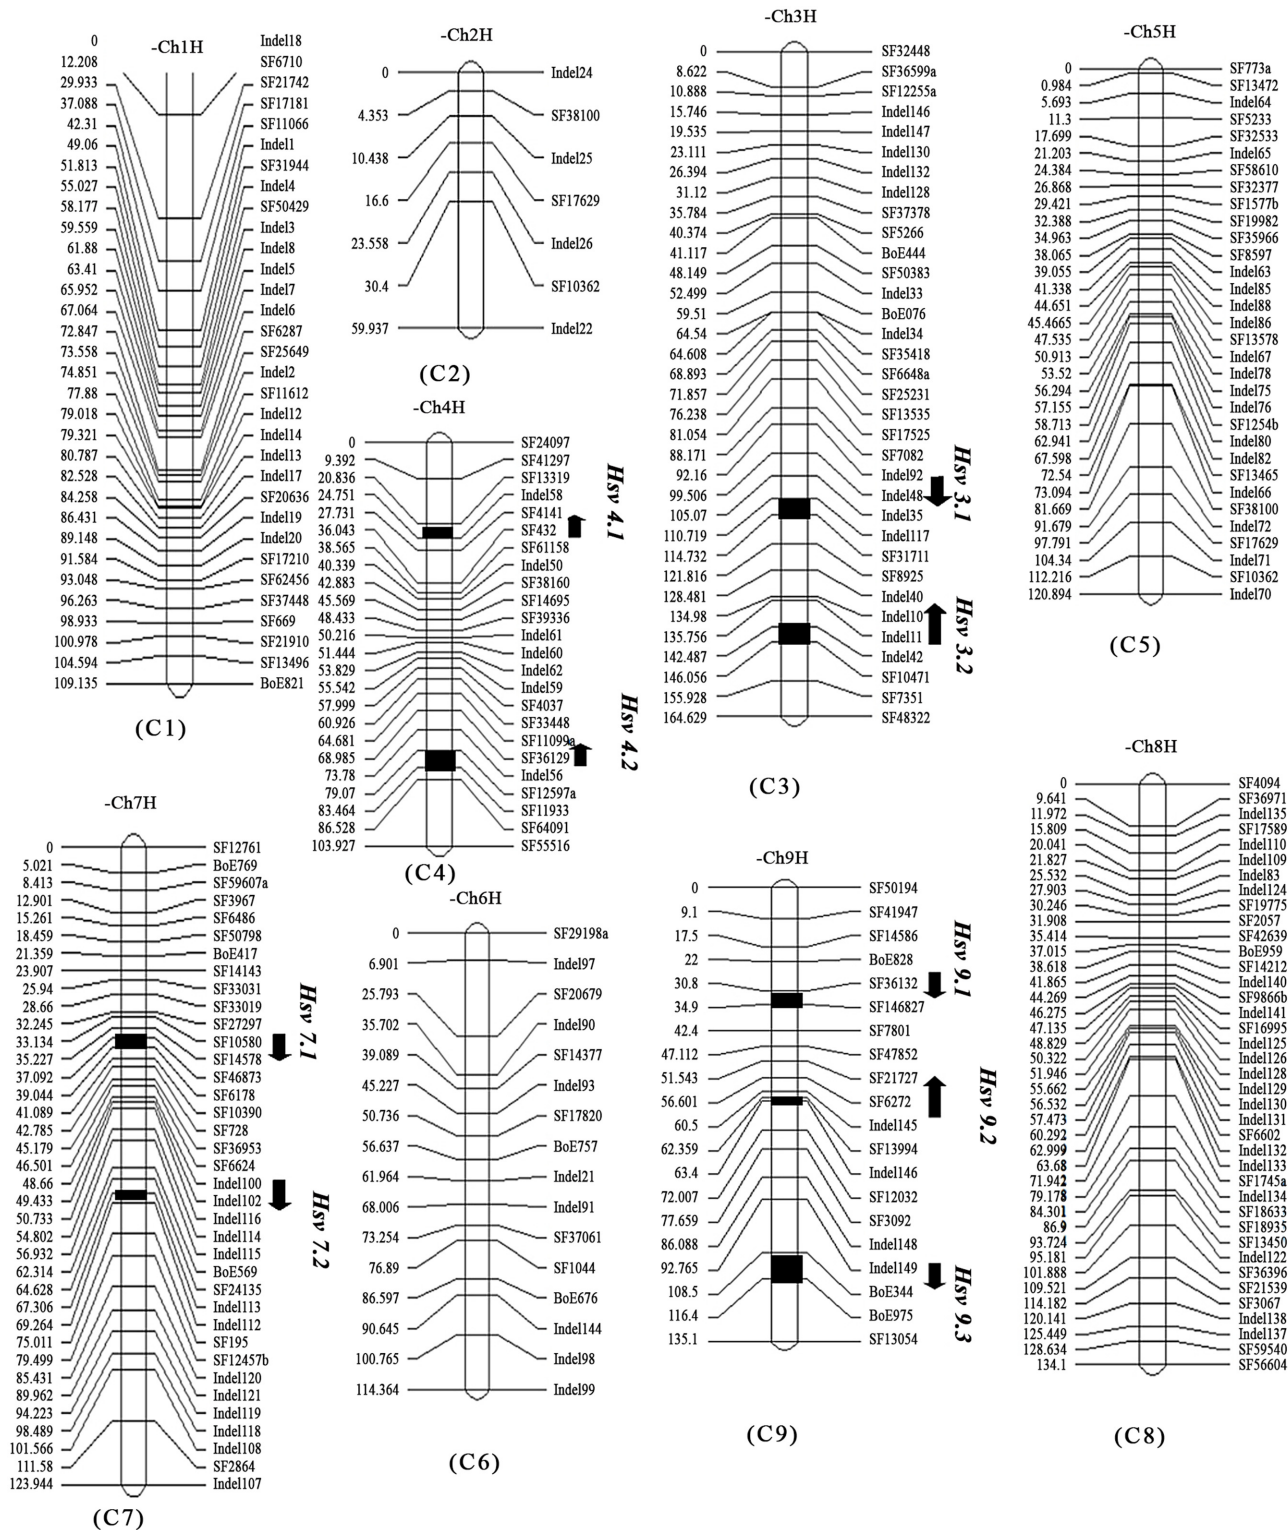 -Ch1H
0 Indel18
12.208 SF6710
29.933 SF21742
37.088 SF17181
42.31 SF11066
49.06 Indel1
51.813 SF31944
55.027 Indel4
58.177 SF50429
59.559 Indel3
61.88 Indel8
63.41 Indel5
65.952 Indel7
67.064 Indel6
72.847 SF6287
73.558 SF25649
74.851 Indel2
77.88 SF11612
79.018 Indel12
79.321 Indel14
80.787 Indel13
82.528 Indel17
84.258 SF20636
86.431 Indel19
89.148 Indel20
91.584 SF17210
93.048 SF62456
96.263 SF37448
98.933 SF669
100.978 SF21910
104.594 SF13496
109.135 BoE821
(C1)
-Ch2H
0 Indel24
4.353 SF38100
10.438 Indel25
16.6 SF17629
23.558 Indel26
30.4 SF10362
59.937 Indel22
(C2)
-Ch3H
0 SF32448
8.622 SF36599a
10.888 SF12255a
15.746 Indel146
19.535 Indel147
23.111 Indel130
26.394 Indel132
31.12 Indel128
35.784 SF37378
40.374 SF5266
41.117 BoE444
48.149 SF50383
52.499 Indel33
59.51 BoE076
64.54 Indel34
64.608 SF35418
68.893 SF6648a
71.857 SF25231
76.238 SF13535
81.054 SF17525
88.171 SF7082
92.16 Indel92
99.506 Indel48
105.07 Indel35
110.719 Indel117
114.732 SF31711
121.816 SF8925
128.481 Indel40
134.98 Indel10
135.756 Indel11
142.487 Indel42
146.056 SF10471
155.928 SF7351
164.629 SF48322
Hsv 3.1
Hsv 3.2
(C3)
-Ch5H
0 SF773a
0.984 SF13472
5.693 Indel64
11.3 SF5233
17.699 SF32533
21.203 Indel65
24.384 SF58610
26.868 SF32377
29.421 SF1577b
32.388 SF19982
34.963 SF35966
38.065 SF8597
39.055 Indel63
41.338 Indel85
44.651 Indel88
45.4665 Indel86
47.535 SF13578
50.913 Indel67
53.52 Indel78
56.294 Indel75
57.155 Indel76
58.713 SF1254b
62.941 Indel80
67.598 Indel82
72.54 SF13465
73.094 Indel66
81.669 SF38100
91.679 Indel72
97.791 SF17629
104.34 Indel71
112.216 SF10362
120.894 Indel70
(C5)
-Ch4H
0 SF24097
9.392 SF41297
20.836 SF13319
24.751 Indel58
27.731 SF4141
36.043 SF432
38.565 SF61158
40.339 Indel50
42.883 SF38160
45.569 SF14695
48.433 SF39336
50.216 Indel61
51.444 Indel60
53.829 Indel62
55.542 Indel59
57.999 SF4037
60.926 SF33448
64.681 SF11099a
68.985 SF36129
73.78 Indel56
79.07 SF12597a
83.464 SF11933
86.528 SF64091
103.927 SF55516
Hsv 4.1
Hsv 4.2
(C4)
-Ch7H
0 SF12761
5.021 BoE769
8.413 SF59607a
12.901 SF3967
15.261 SF6486
18.459 SF50798
21.359 BoE417
23.907 SF14143
25.94 SF33031
28.66 SF33019
32.245 SF27297
33.134 SF10580
35.227 SF14578
37.092 SF46873
39.044 SF6178
41.089 SF10390
42.785 SF728
45.179 SF36953
46.501 SF6624
48.66 Indel100
49.433 Indel102
50.733 Indel116
54.802 Indel114
56.932 Indel115
62.314 BoE569
64.628 SF24135
67.306 Indel113
69.264 Indel112
75.011 SF195
79.499 SF12457b
85.431 Indel120
89.962 Indel121
94.223 Indel119
98.489 Indel118
101.566 Indel108
111.58 SF2864
123.944 Indel107
Hsv 7.1
Hsv 7.2
(C7)
-Ch6H
0 SF29198a
6.901 Indel97
25.793 SF20679
35.702 Indel90
39.089 SF14377
45.227 Indel93
50.736 SF17820
56.637 BoE757
61.964 Indel21
68.006 Indel91
73.254 SF37061
76.89 SF1044
86.597 BoE676
90.645 Indel144
100.765 Indel98
114.364 Indel99
(C6)
-Ch9H
0 SF50194
9.1 SF41947
17.5 SF14586
22 BoE828
30.8 SF36132
34.9 SF146827
42.4 SF7801
47.112 SF47852
51.543 SF21727
56.601 SF6272
60.5 Indel145
62.359 SF13994
63.4 Indel146
72.007 SF12032
77.659 SF3092
86.088 Indel148
92.765 Indel149
108.5 BoE344
116.4 BoE975
135.1 SF13054
Hsv 9.1
Hsv 9.2
Hsv 9.3
(C9)
-Ch8H
0 SF4094
9.641 SF36971
11.972 Indel135
15.809 SF17589
20.041 Indel110
21.827 Indel109
25.532 Indel83
27.903 Indel124
30.246 SF19775
31.908 SF2057
35.414 SF42639
37.015 BoE959
38.618 SF14212
41.865 Indel140
44.269 SF9866b
46.275 Indel141
47.135 SF16995
48.829 Indel125
50.322 Indel126
51.946 Indel128
55.662 Indel129
56.532 Indel130
57.473 Indel131
60.292 SF6602
62.999 Indel132
63.68 Indel133
71.942 SF1745a
79.178 Indel134
84.301 SF18633
86.9 SF18935
93.724 SF13450
95.181 Indel122
101.888 SF36396
109.521 SF21539
114.182 SF3067
120.141 Indel138
125.449 Indel137
128.634 SF59540
134.1 SF56604
(C8)